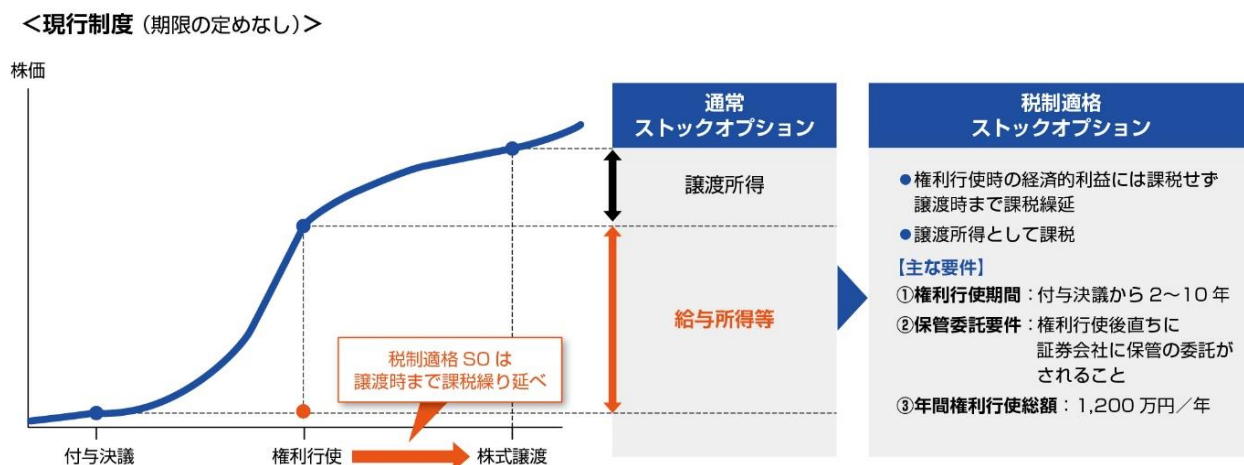 ＜現行制度（期限の定めなし）＞
株価
付与決議
権利行使
株式譲渡
税制適格 SO は
譲渡時まで課税繰り延べ
通常
ストックオプション
譲渡所得
給与所得等
税制適格
ストックオプション
●権利行使時の経済的利益には課税せず
譲渡時まで課税繰延
●譲渡所得として課税
【主な要件】
①権利行使期間：付与決議から 2〜10 年
②保管委託要件：権利行使後直ちに
証券会社に保管の委託が
されること
③年間権利行使総額：1,200 万円／年